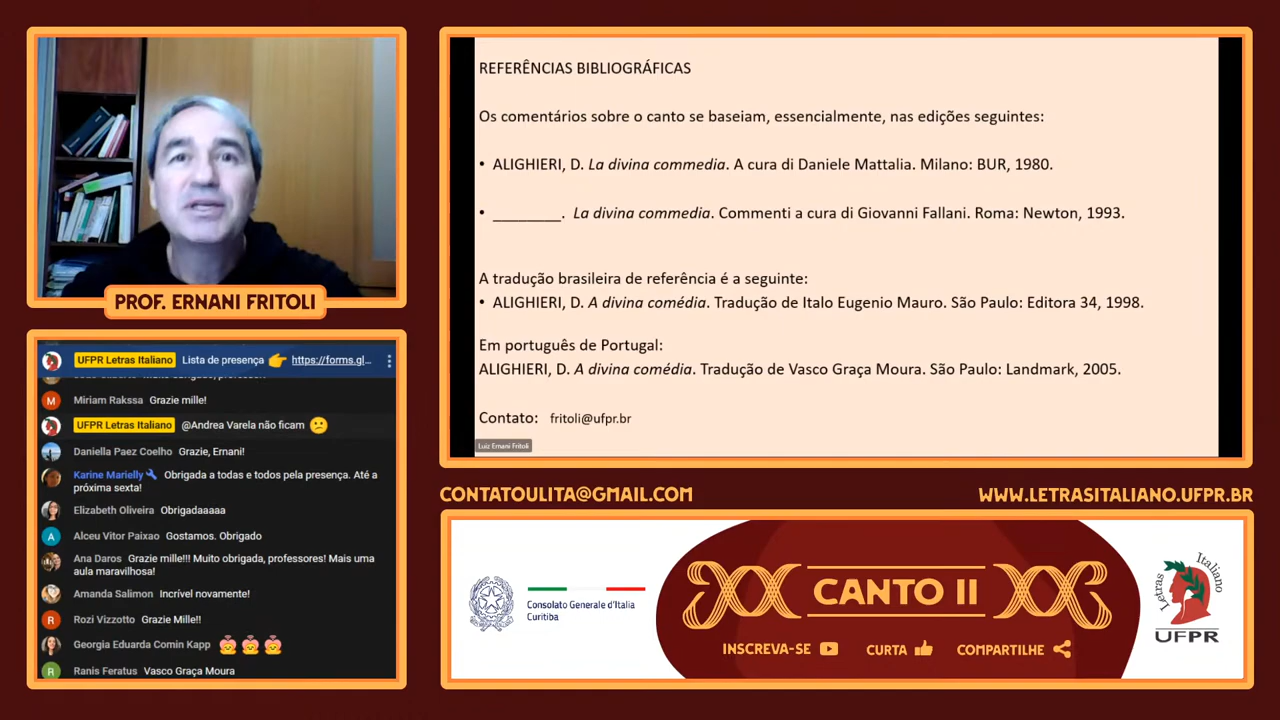 PROF. ERNANI FRITOLI
UFPR Letras Italiano Lista de presença 👉 https://forms.gl...
Miriam Rakssa Grazie mille!
UFPR Letras Italiano @Andrea Varela não ficam 😕
Daniella Paez Coelho Grazie, Ernani!
Karine Marielly Obrigada a todas e todos pela presença. Até a
próxima sexta!
Elizabeth Oliveira Obrigadaaaaa
Alceu Vitor Paixao Gostamos. Obrigado
Ana Daros Grazie mille!!! Muito obrigada, professores! Mais uma
aula maravilhosa!
Amanda Salimon Incrível novamente!
Rozi Vizzotto Grazie Mille!!
Georgia Eduarda Comin Kapp
Ranis Feratus Vasco Graça Moura
REFERÊNCIAS BIBLIOGRÁFICAS
Os comentários sobre o canto se baseiam, essencialmente, nas edições seguintes:
• ALIGHIERI, D. La divina commedia. A cura di Daniele Mattalia. Milano: BUR, 1980.
• ________. La divina commedia. Commenti a cura di Giovanni Fallani. Roma: Newton, 1993.
A tradução brasileira de referência é a seguinte:
• ALIGHIERI, D. A divina comédia. Tradução de Italo Eugenio Mauro. São Paulo: Editora 34, 1998.
Em português de Portugal:
ALIGHIERI, D. A divina comédia. Tradução de Vasco Graça Moura. São Paulo: Landmark, 2005.
Contato: fritoli@ufpr.br
Luiz Ernani Fritoli
CONTATOULITA@GMAIL.COM
WWW.LETRASITALIANO.UFPR.BR
Consolato Generale d'Italia
Curitiba
CANTO II
INSCREVA-SE
CURTA
COMPARTILHE
Letras Italiano
UFPR